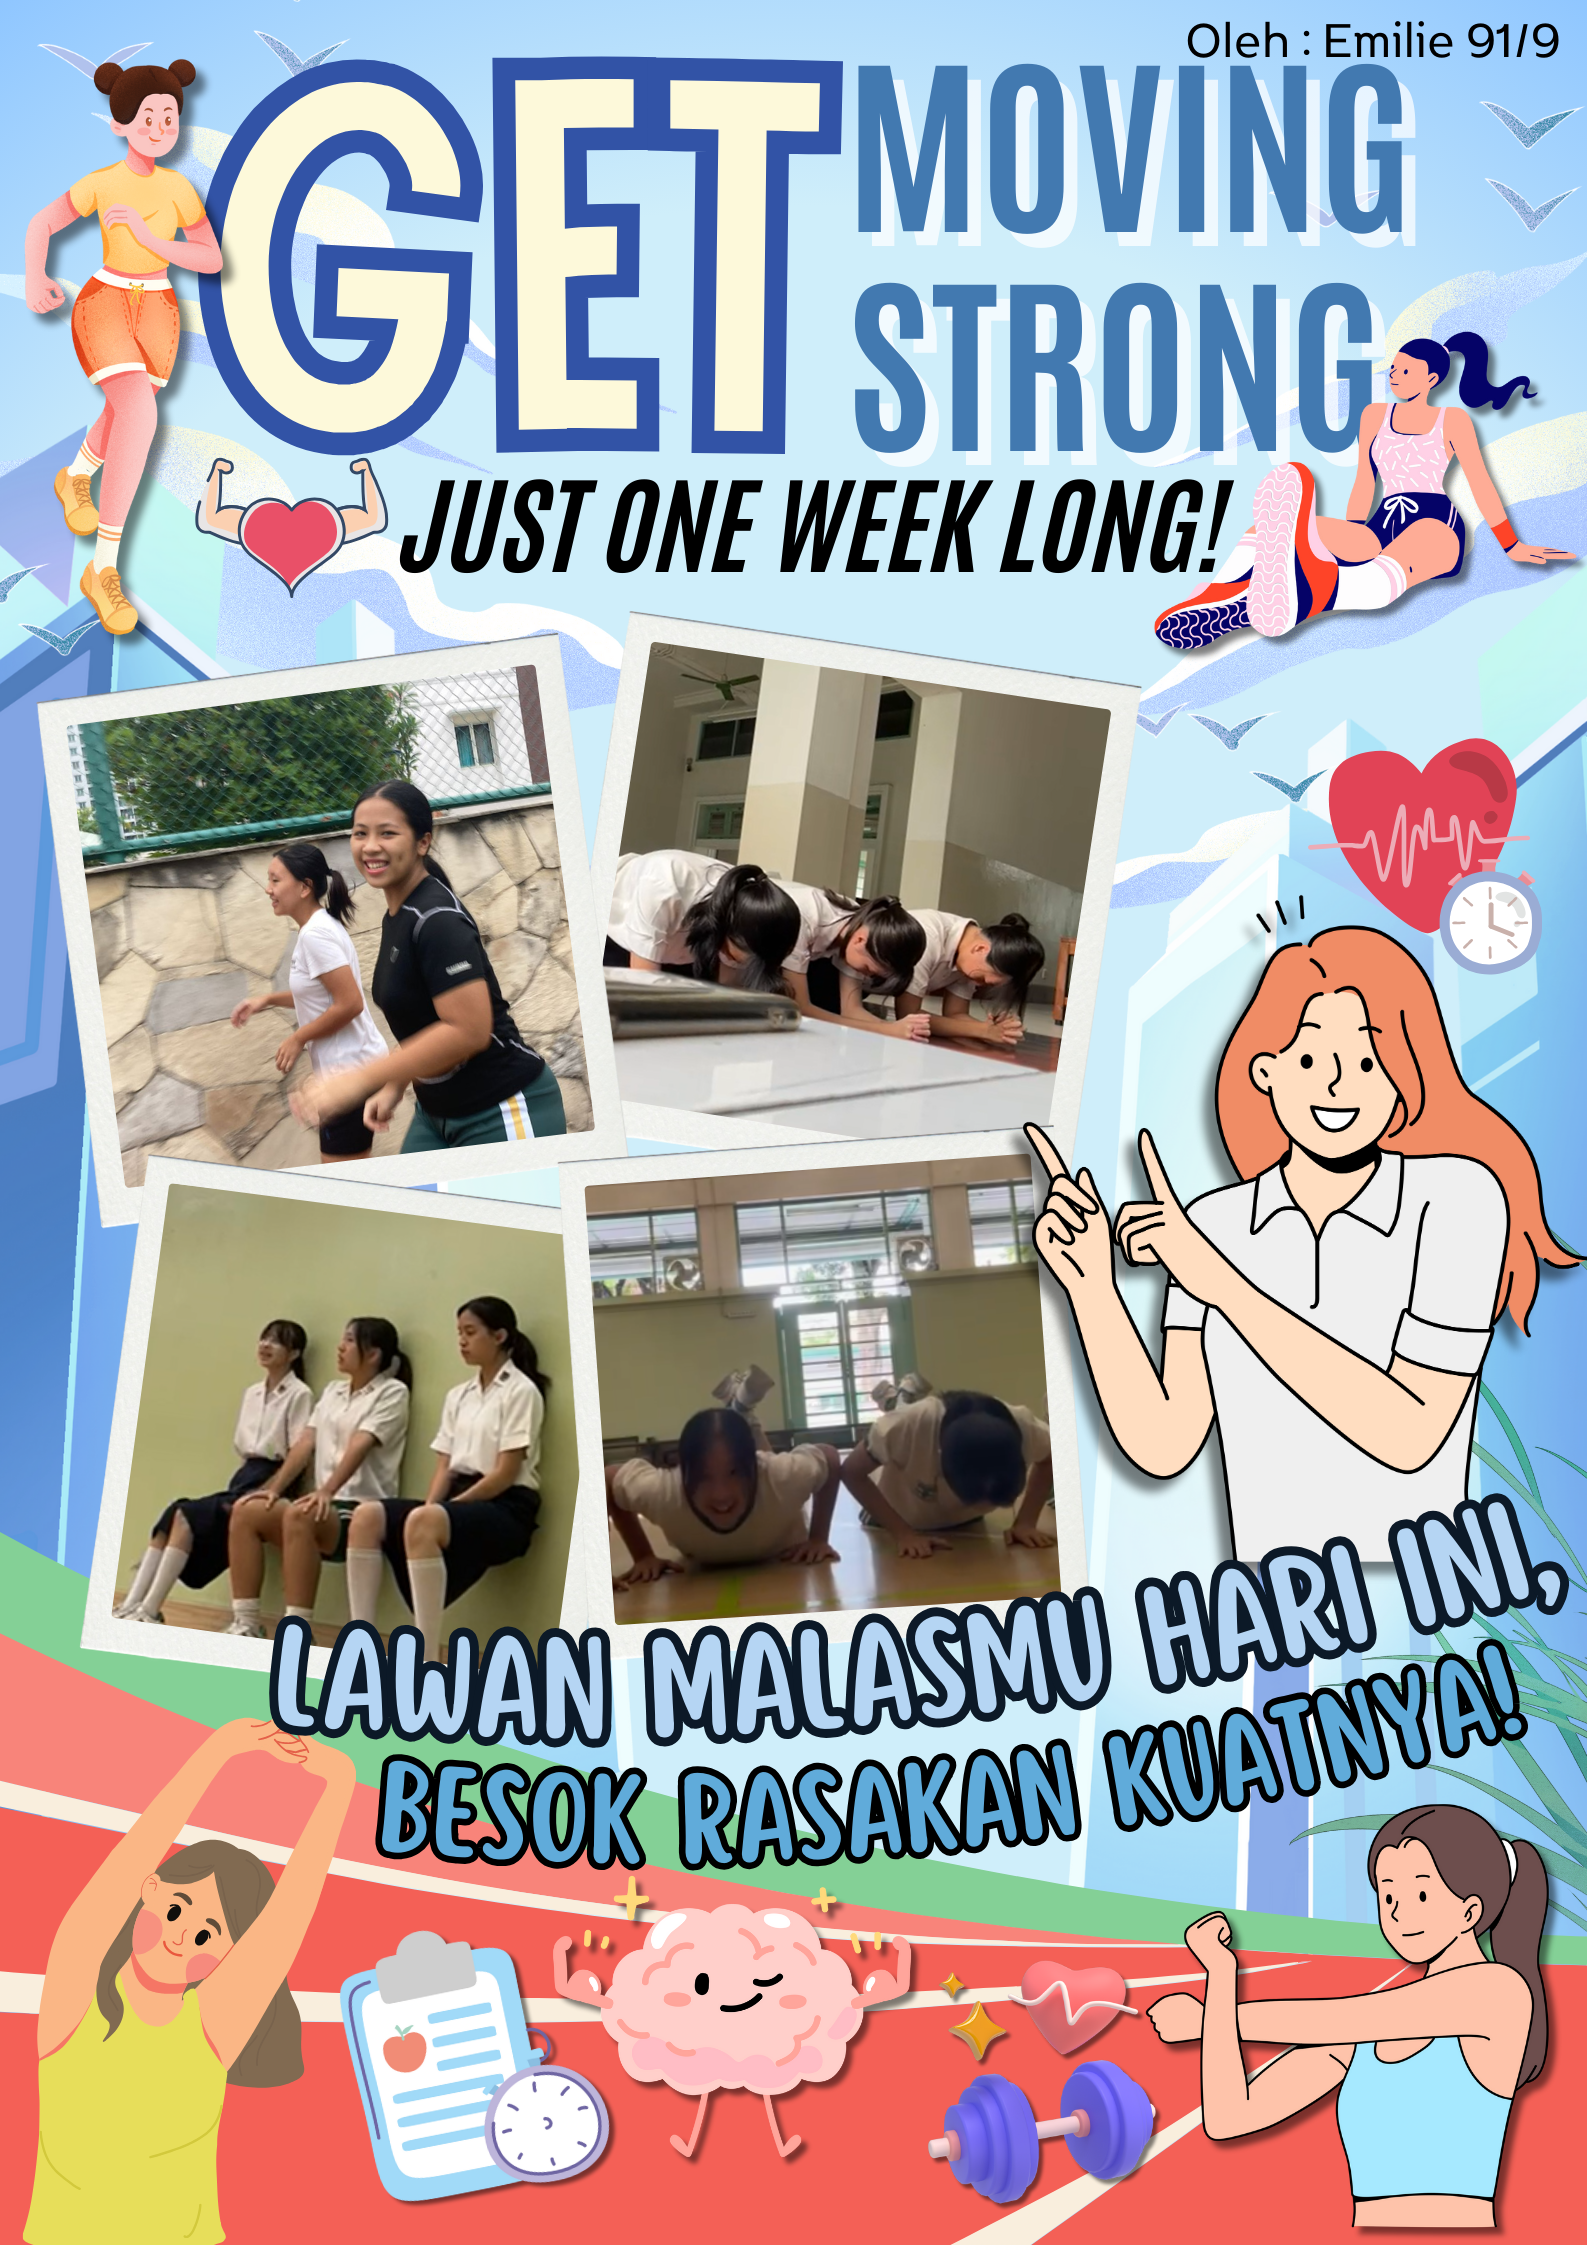 Oleh : Emilie 91/9
GET MOVING
STRONG
JUST ONE WEEK LONG!
LAWAN MALASMU HARI INI,
BESOK RASAKAN KUATNYA!